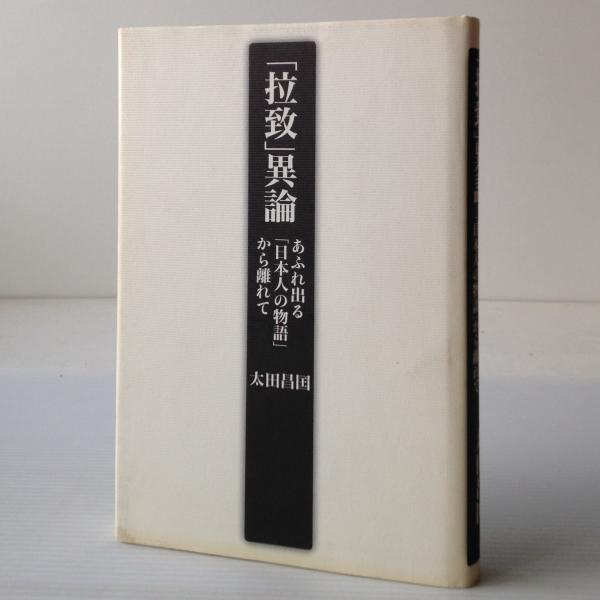 「拉致」異論
あふれ出る
「日本人の物語」
から離れて
太田昌国